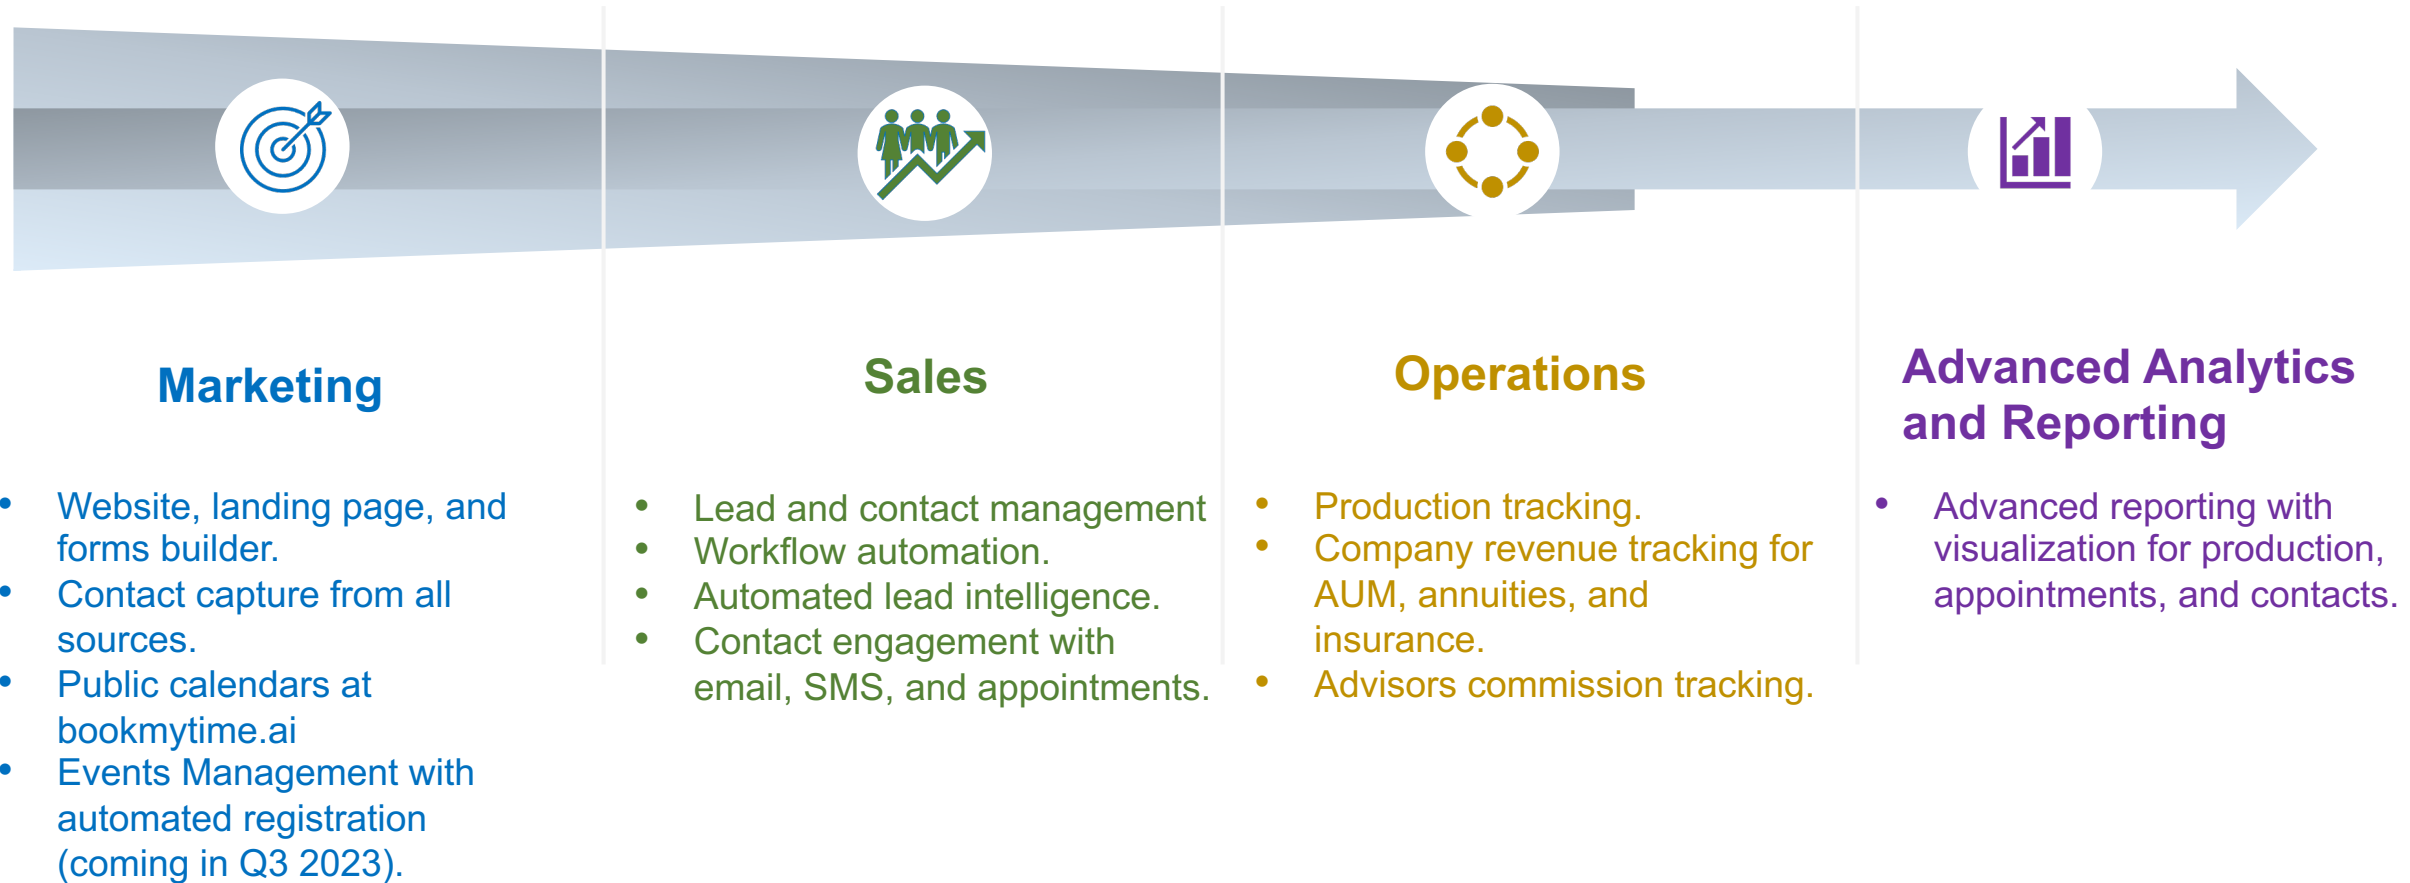 Marketing
• Website, landing page, and
forms builder.
• Contact capture from all
sources.
• Public calendars at
bookmytime.ai
• Events Management with
automated registration
(coming in Q3 2023).
Sales
• Lead and contact management
• Workflow automation.
• Automated lead intelligence.
• Contact engagement with
email, SMS, and appointments.
Operations
• Production tracking.
• Company revenue tracking for
AUM, annuities, and
insurance.
• Advisors commission tracking.
Advanced Analytics
and Reporting
• Advanced reporting with
visualization for production,
appointments, and contacts.